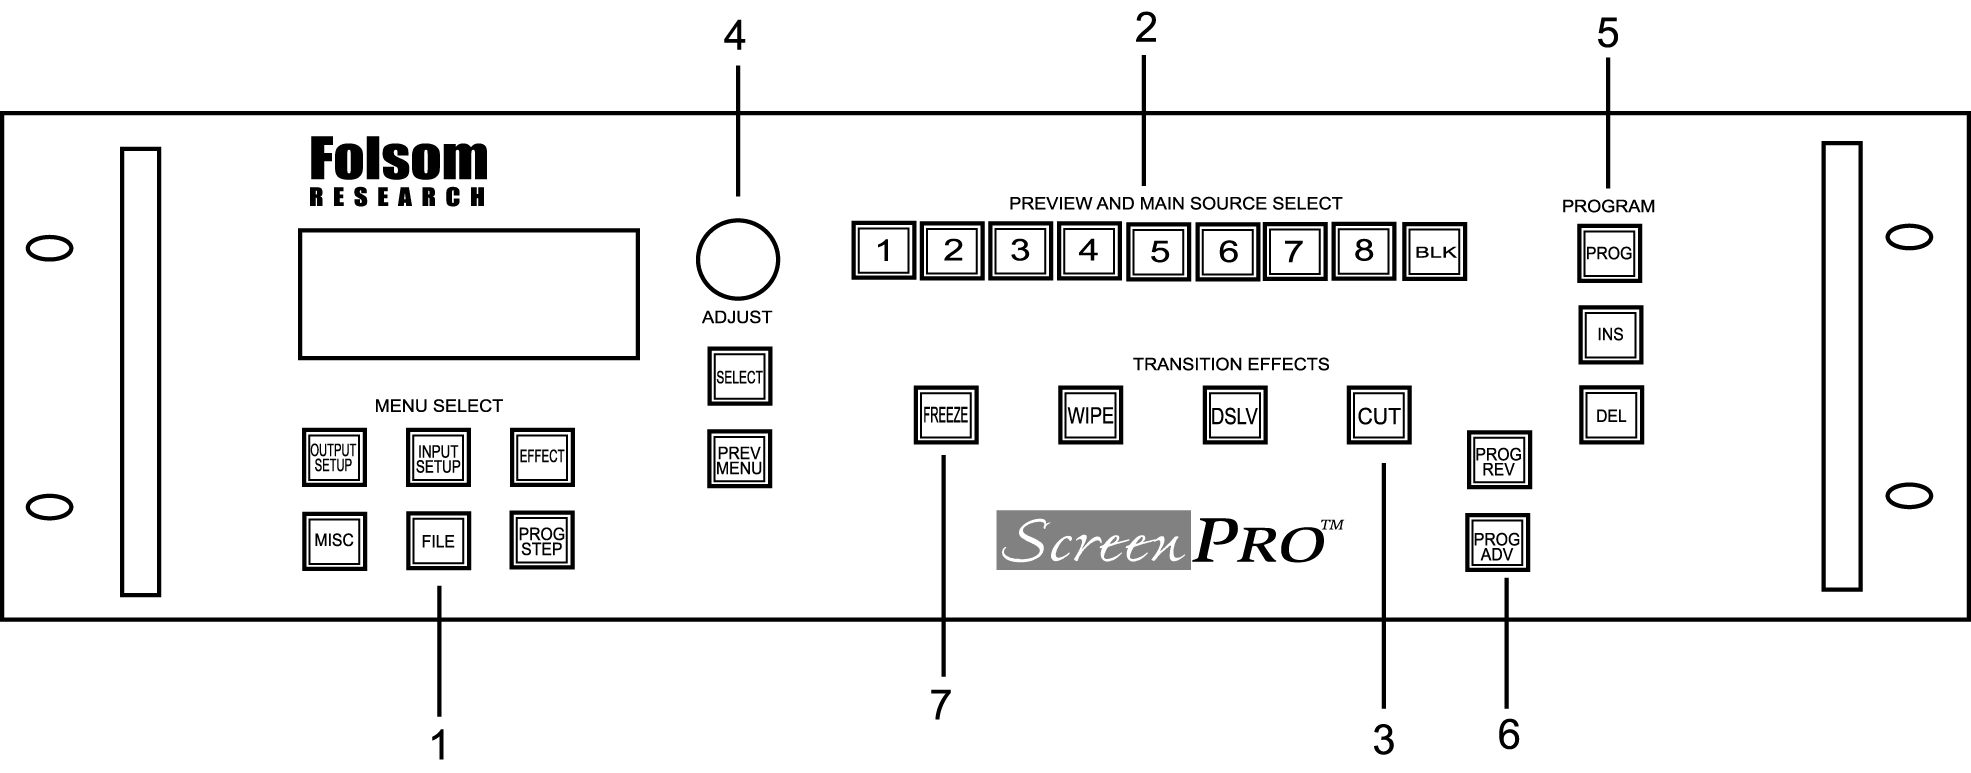 4
2
5
Folsom
RESEARCH
PREVIEW AND MAIN SOURCE SELECT
1 2 3 4 5 6 7 8 BLK
PROGRAM
PROG
INS
DEL
ADJUST
SELECT
PREV
MENU
MENU SELECT
OUTPUT
SETUP
INPUT
SETUP
EFFECT
MISC
FILE
PROG
STEP
TRANSITION EFFECTS
FREEZE
WIPE
DSLV
CUT
PROG
REV
PROG
ADV
Screen PRO™
1
7
3
6